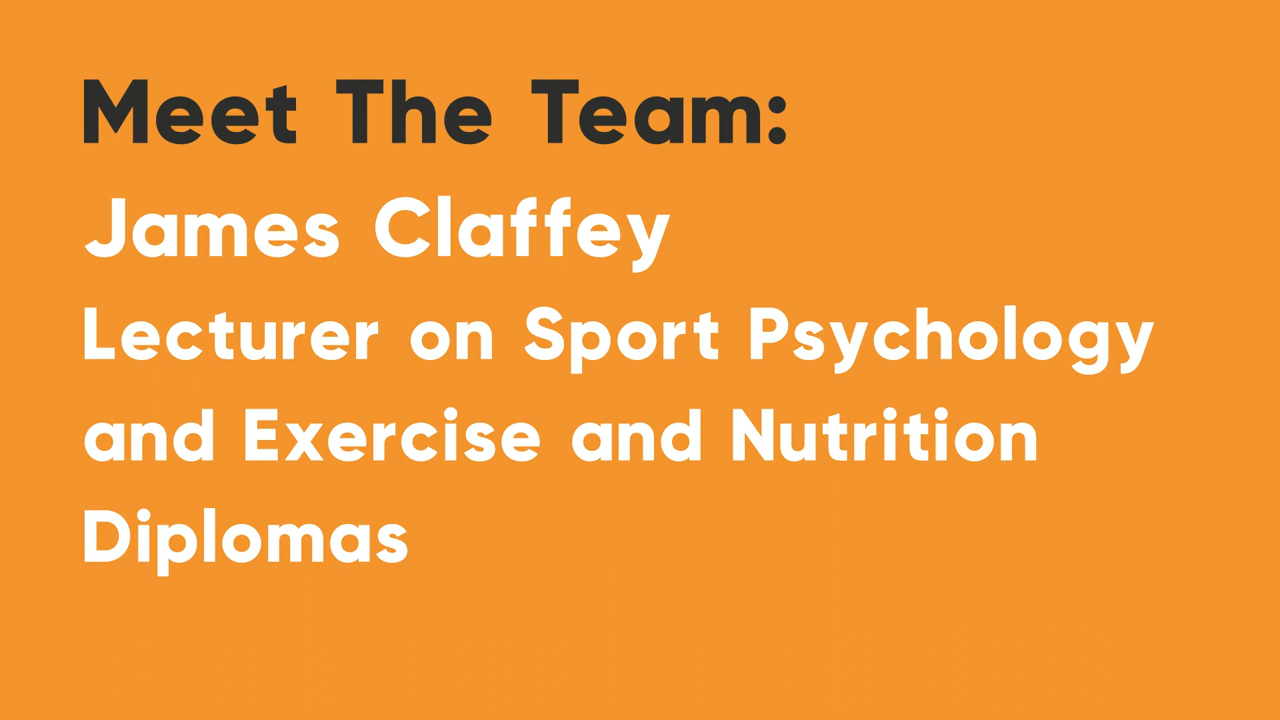 Meet The Team:
James Claffey
Lecturer on Sport Psychology
and Exercise and Nutrition
Diplomas